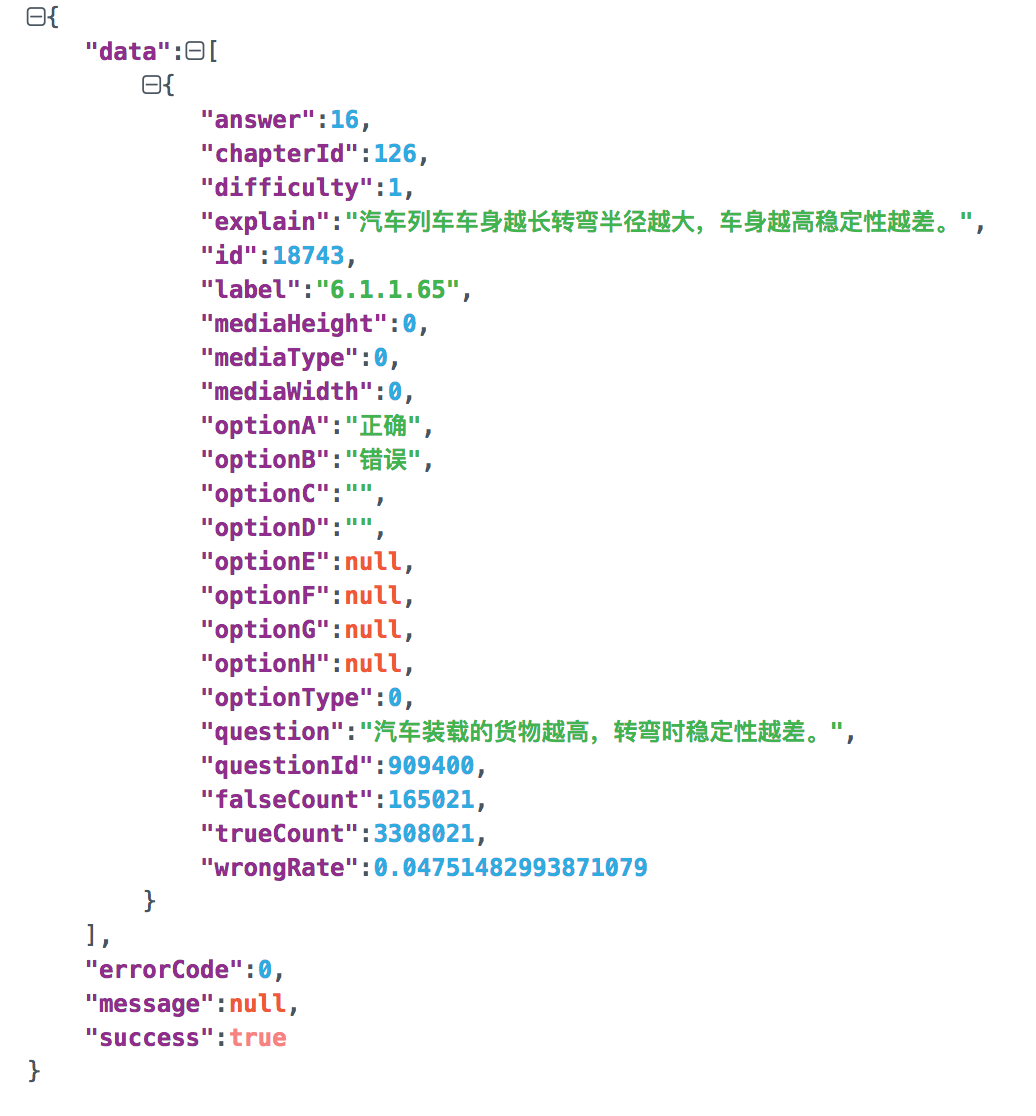 {
"data":[
{
"answer":16,
"chapterId":126,
"difficulty":1,
"explain":"汽车列车车身越长转弯半径越大，车身越高稳定性越差。",
"id":18743,
"label":"6.1.1.65",
"mediaHeight":0,
"mediaType":0,
"mediaWidth":0,
"optionA":"正确",
"optionB":"错误",
"optionC":"",
"optionD":"",
"optionE":null,
"optionF":null,
"optionG":null,
"optionH":null,
"optionType":0,
"question":"汽车装载的货物越高，转弯时稳定性越差。",
"questionId":909400,
"falseCount":165021,
"trueCount":3308021,
"wrongRate":0.04751482993871079
}
],
"errorCode":0,
"message":null,
"success":true
}